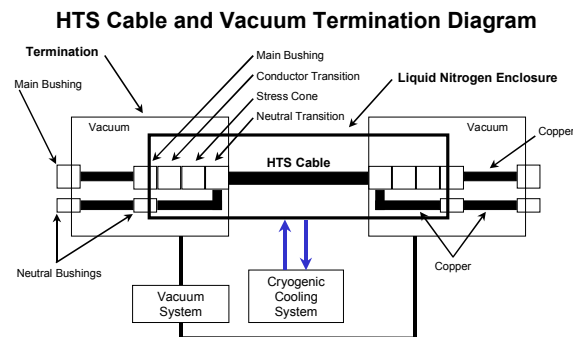 HTS Cable and Vacuum Termination Diagram
Termination
Main Bushing
Main Bushing
Conductor Transition
Stress Cone
Neutral Transition
Liquid Nitrogen Enclosure
Vacuum
Vacuum
Copper
HTS Cable
Neutral Bushings
Copper
Vacuum
System
Cryogenic
Cooling
System